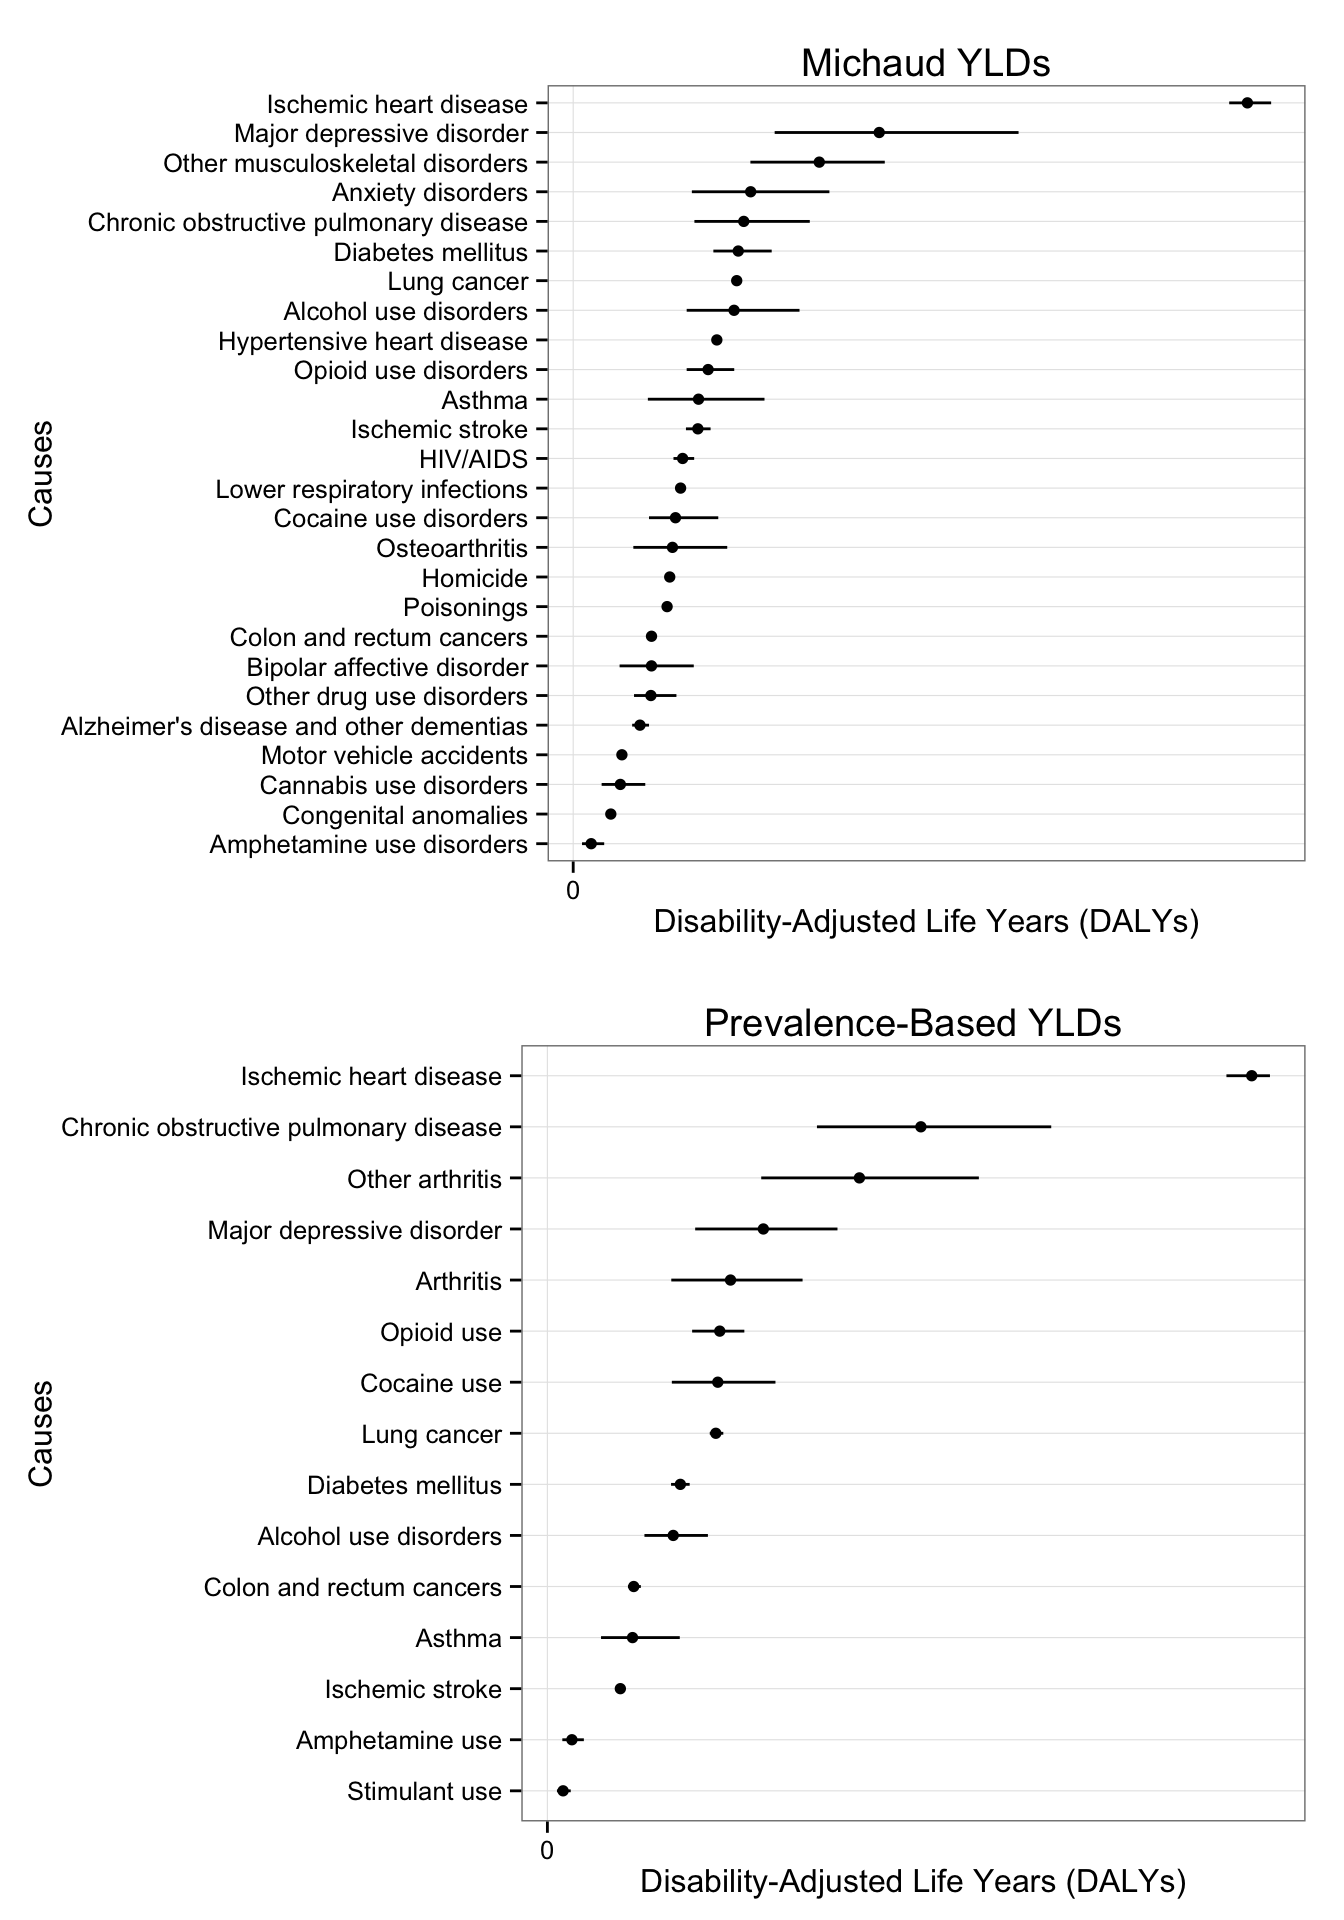 Michaud YLDs
Causes
Ischemic heart disease
Major depressive disorder
Other musculoskeletal disorders
Anxiety disorders
Chronic obstructive pulmonary disease
Diabetes mellitus
Lung cancer
Alcohol use disorders
Hypertensive heart disease
Opioid use disorders
Asthma
Ischemic stroke
HIV/AIDS
Lower respiratory infections
Cocaine use disorders
Osteoarthritis
Homicide
Poisonings
Colon and rectum cancers
Bipolar affective disorder
Other drug use disorders
Alzheimer's disease and other dementias
Motor vehicle accidents
Cannabis use disorders
Congenital anomalies
Amphetamine use disorders
0
Disability-Adjusted Life Years (DALYs)
Prevalence-Based YLDs
Causes
Ischemic heart disease
Chronic obstructive pulmonary disease
Other arthritis
Major depressive disorder
Arthritis
Opioid use
Cocaine use
Lung cancer
Diabetes mellitus
Alcohol use disorders
Colon and rectum cancers
Asthma
Ischemic stroke
Amphetamine use
Stimulant use
0
Disability-Adjusted Life Years (DALYs)